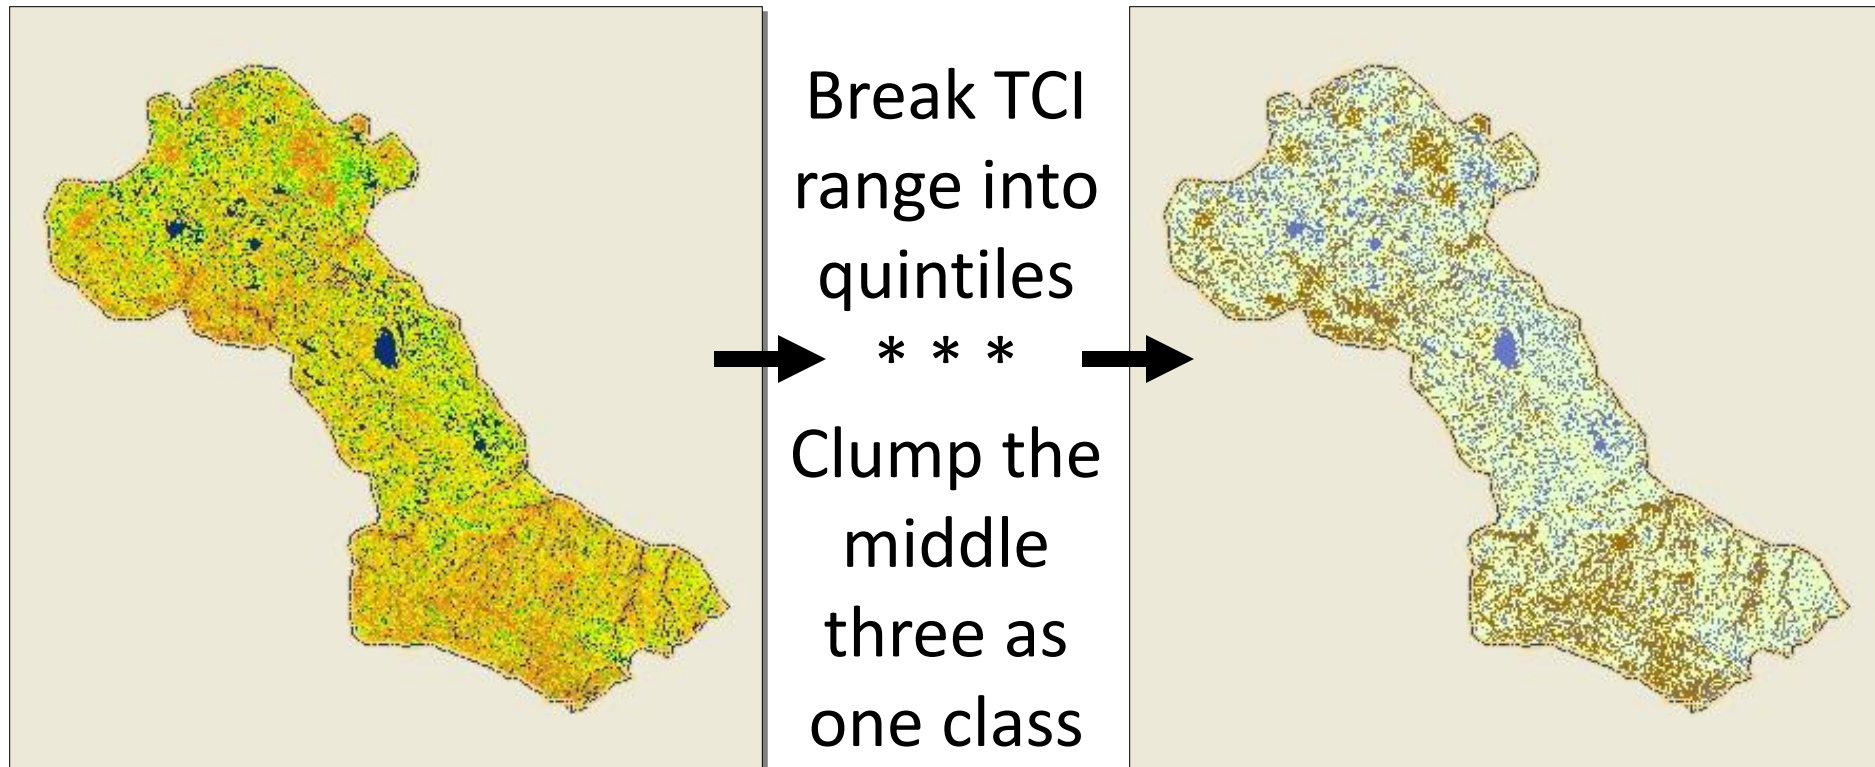 Break TCI
range into
quintiles
* * *
Clump the
middle
three as
one class